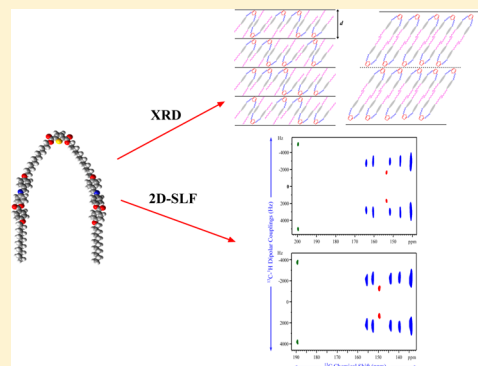 d
XRD
2D-SLF
Hz
-4000
-2000
0
2000
4000
200 190 180 170 160 150 140 ppm
¹³C-¹H Dipolar Couplings (Hz)
-4000
-2000
0
2000
4000
190 180 170 160 150 140 ppm
¹³C Chemical Shift (ppm)